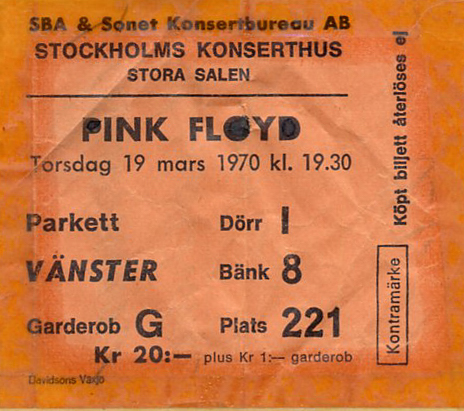 SBA & Sonet Konsertbureau AB
STOCKHOLMS KONSERTHUS
STORA SALEN
PINK FLOYD
Torsdag 19 mars 1970 kl. 19.30
Parkett Dörr I
VÄNSTER Bänk 8
Garderob G Plats 221
Kr 20:— plus Kr 1:— garderob
Davidsons Växjö
Köpt biljett återlöses ej
Kontramärke